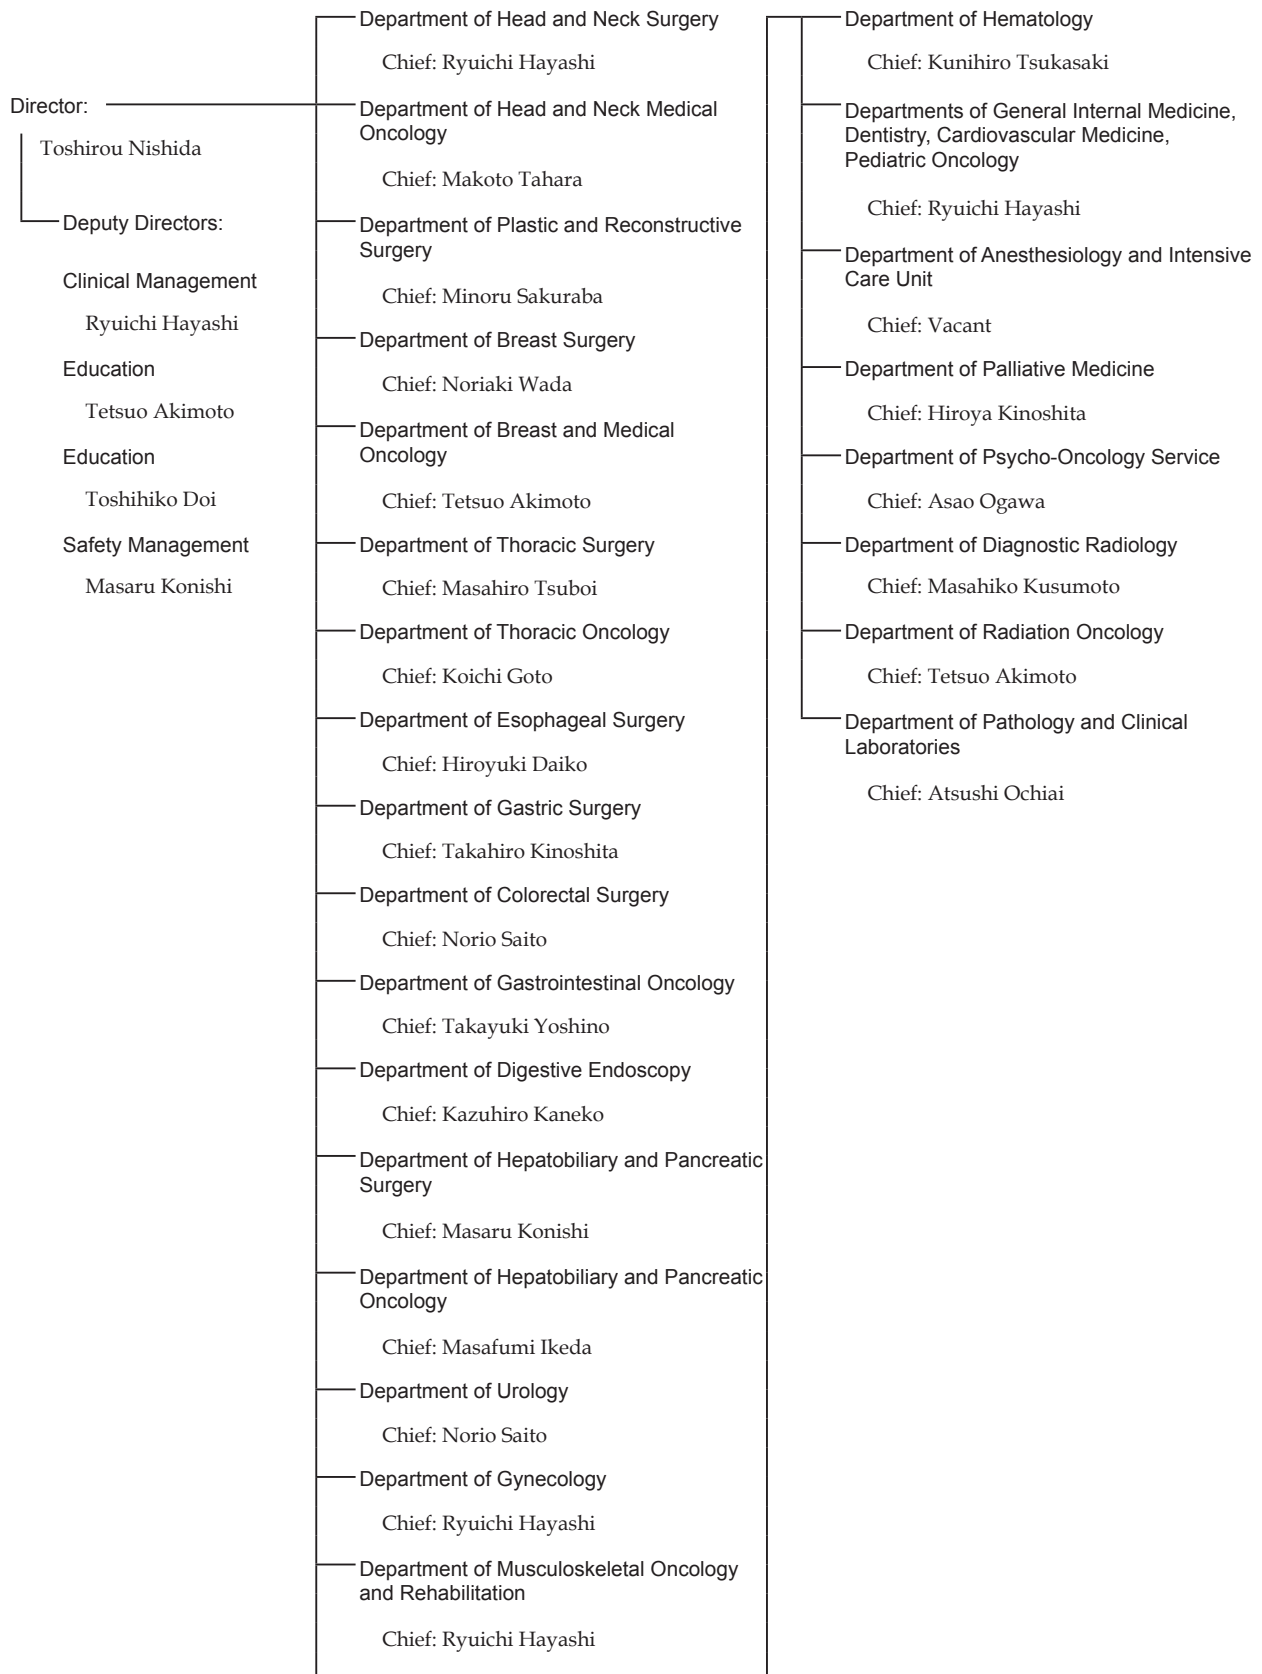 Director:
Toshirou Nishida
Deputy Directors:
Clinical Management
Ryuichi Hayashi
Education
Tetsuo Akimoto
Education
Toshihiko Doi
Safety Management
Masaru Konishi
Department of Head and Neck Surgery
Chief: Ryuichi Hayashi
Department of Head and Neck Medical
Oncology
Chief: Makoto Tahara
Department of Plastic and Reconstructive
Surgery
Chief: Minoru Sakuraba
Department of Breast Surgery
Chief: Noriaki Wada
Department of Breast and Medical
Oncology
Chief: Tetsuo Akimoto
Department of Thoracic Surgery
Chief: Masahiro Tsuboi
Department of Thoracic Oncology
Chief: Koichi Goto
Department of Esophageal Surgery
Chief: Hiroyuki Daiko
Department of Gastric Surgery
Chief: Takahiro Kinoshita
Department of Colorectal Surgery
Chief: Norio Saito
Department of Gastrointestinal Oncology
Chief: Takayuki Yoshino
Department of Digestive Endoscopy
Chief: Kazuhiro Kaneko
Department of Hepatobiliary and Pancreatic
Surgery
Chief: Masaru Konishi
Department of Hepatobiliary and Pancreatic
Oncology
Chief: Masafumi Ikeda
Department of Urology
Chief: Norio Saito
Department of Gynecology
Chief: Ryuichi Hayashi
Department of Musculoskeletal Oncology
and Rehabilitation
Chief: Ryuichi Hayashi
Department of Hematology
Chief: Kunihiro Tsukasaki
Departments of General Internal Medicine,
Dentistry, Cardiovascular Medicine,
Pediatric Oncology
Chief: Ryuichi Hayashi
Department of Anesthesiology and Intensive
Care Unit
Chief: Vacant
Department of Palliative Medicine
Chief: Hiroya Kinoshita
Department of Psycho-Oncology Service
Chief: Asao Ogawa
Department of Diagnostic Radiology
Chief: Masahiko Kusumoto
Department of Radiation Oncology
Chief: Tetsuo Akimoto
Department of Pathology and Clinical
Laboratories
Chief: Atsushi Ochiai